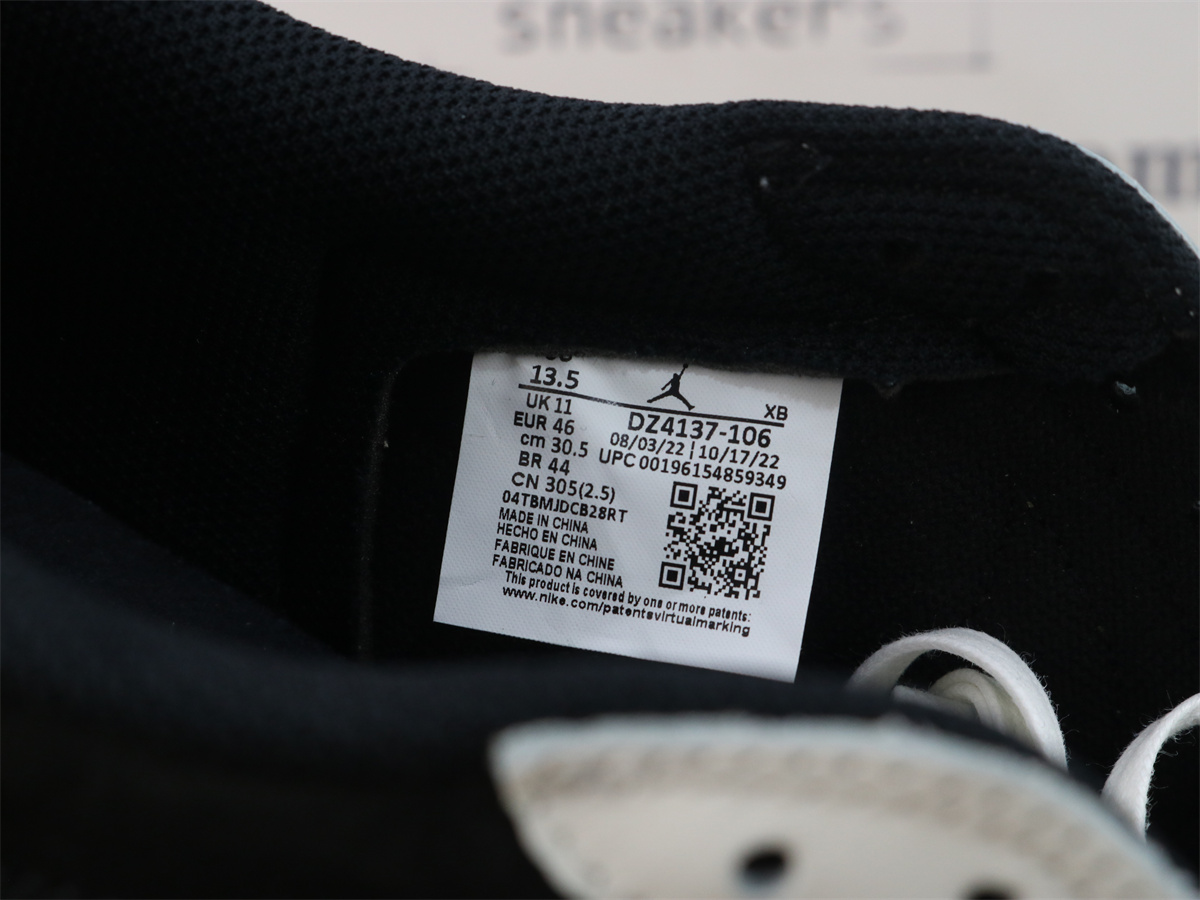 sneakers
13.5
XB
UK 11
DZ4137-106
EUR 46
08/03/22 | 10/17/22
cm 30.5
UPC 00196154859349
BR 44
CN 305(2.5)
04TBMJDCB28RT
MADE IN CHINA
HECHO EN CHINA
FABRIQUE EN CHINE
FABRICADO NA CHINA
This product is covered by one or more patents:
www.nike.com/patentsvirtualmarking